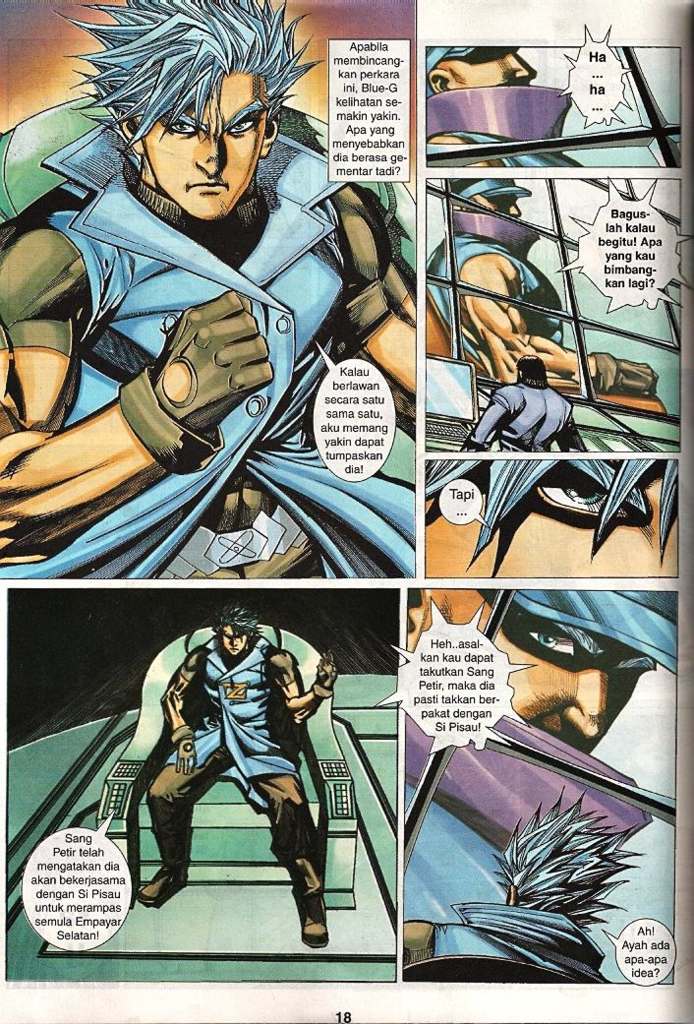 Apabila
membincang-
kan perkara
ini, Blue-G
kelihatan se-
makin yakin.
Apa yang
menyebabkan
dia berasa ge-
mentar tadi?
Kalau
berlawan
secara satu
sama satu,
aku memang
yakin dapat
tumpaskan
dia!
Ha
...
ha
...
Bagus-
lah kalau
begitu! Apa
yang kau
bimbang-
kan lagi?
Tapi
...
Sang
Petir telah
mengatakan dia
akan bekerjasama
dengan Si Pisau
untuk merampas
semula Empayar
Selatan!
Heh..asal-
kan kau dapat
takutkan Sang
Petir, maka dia
pasti takkan ber-
pakat dengan
Si Pisau!
Ah!
Ayah ada
apa-apa
idea?
18